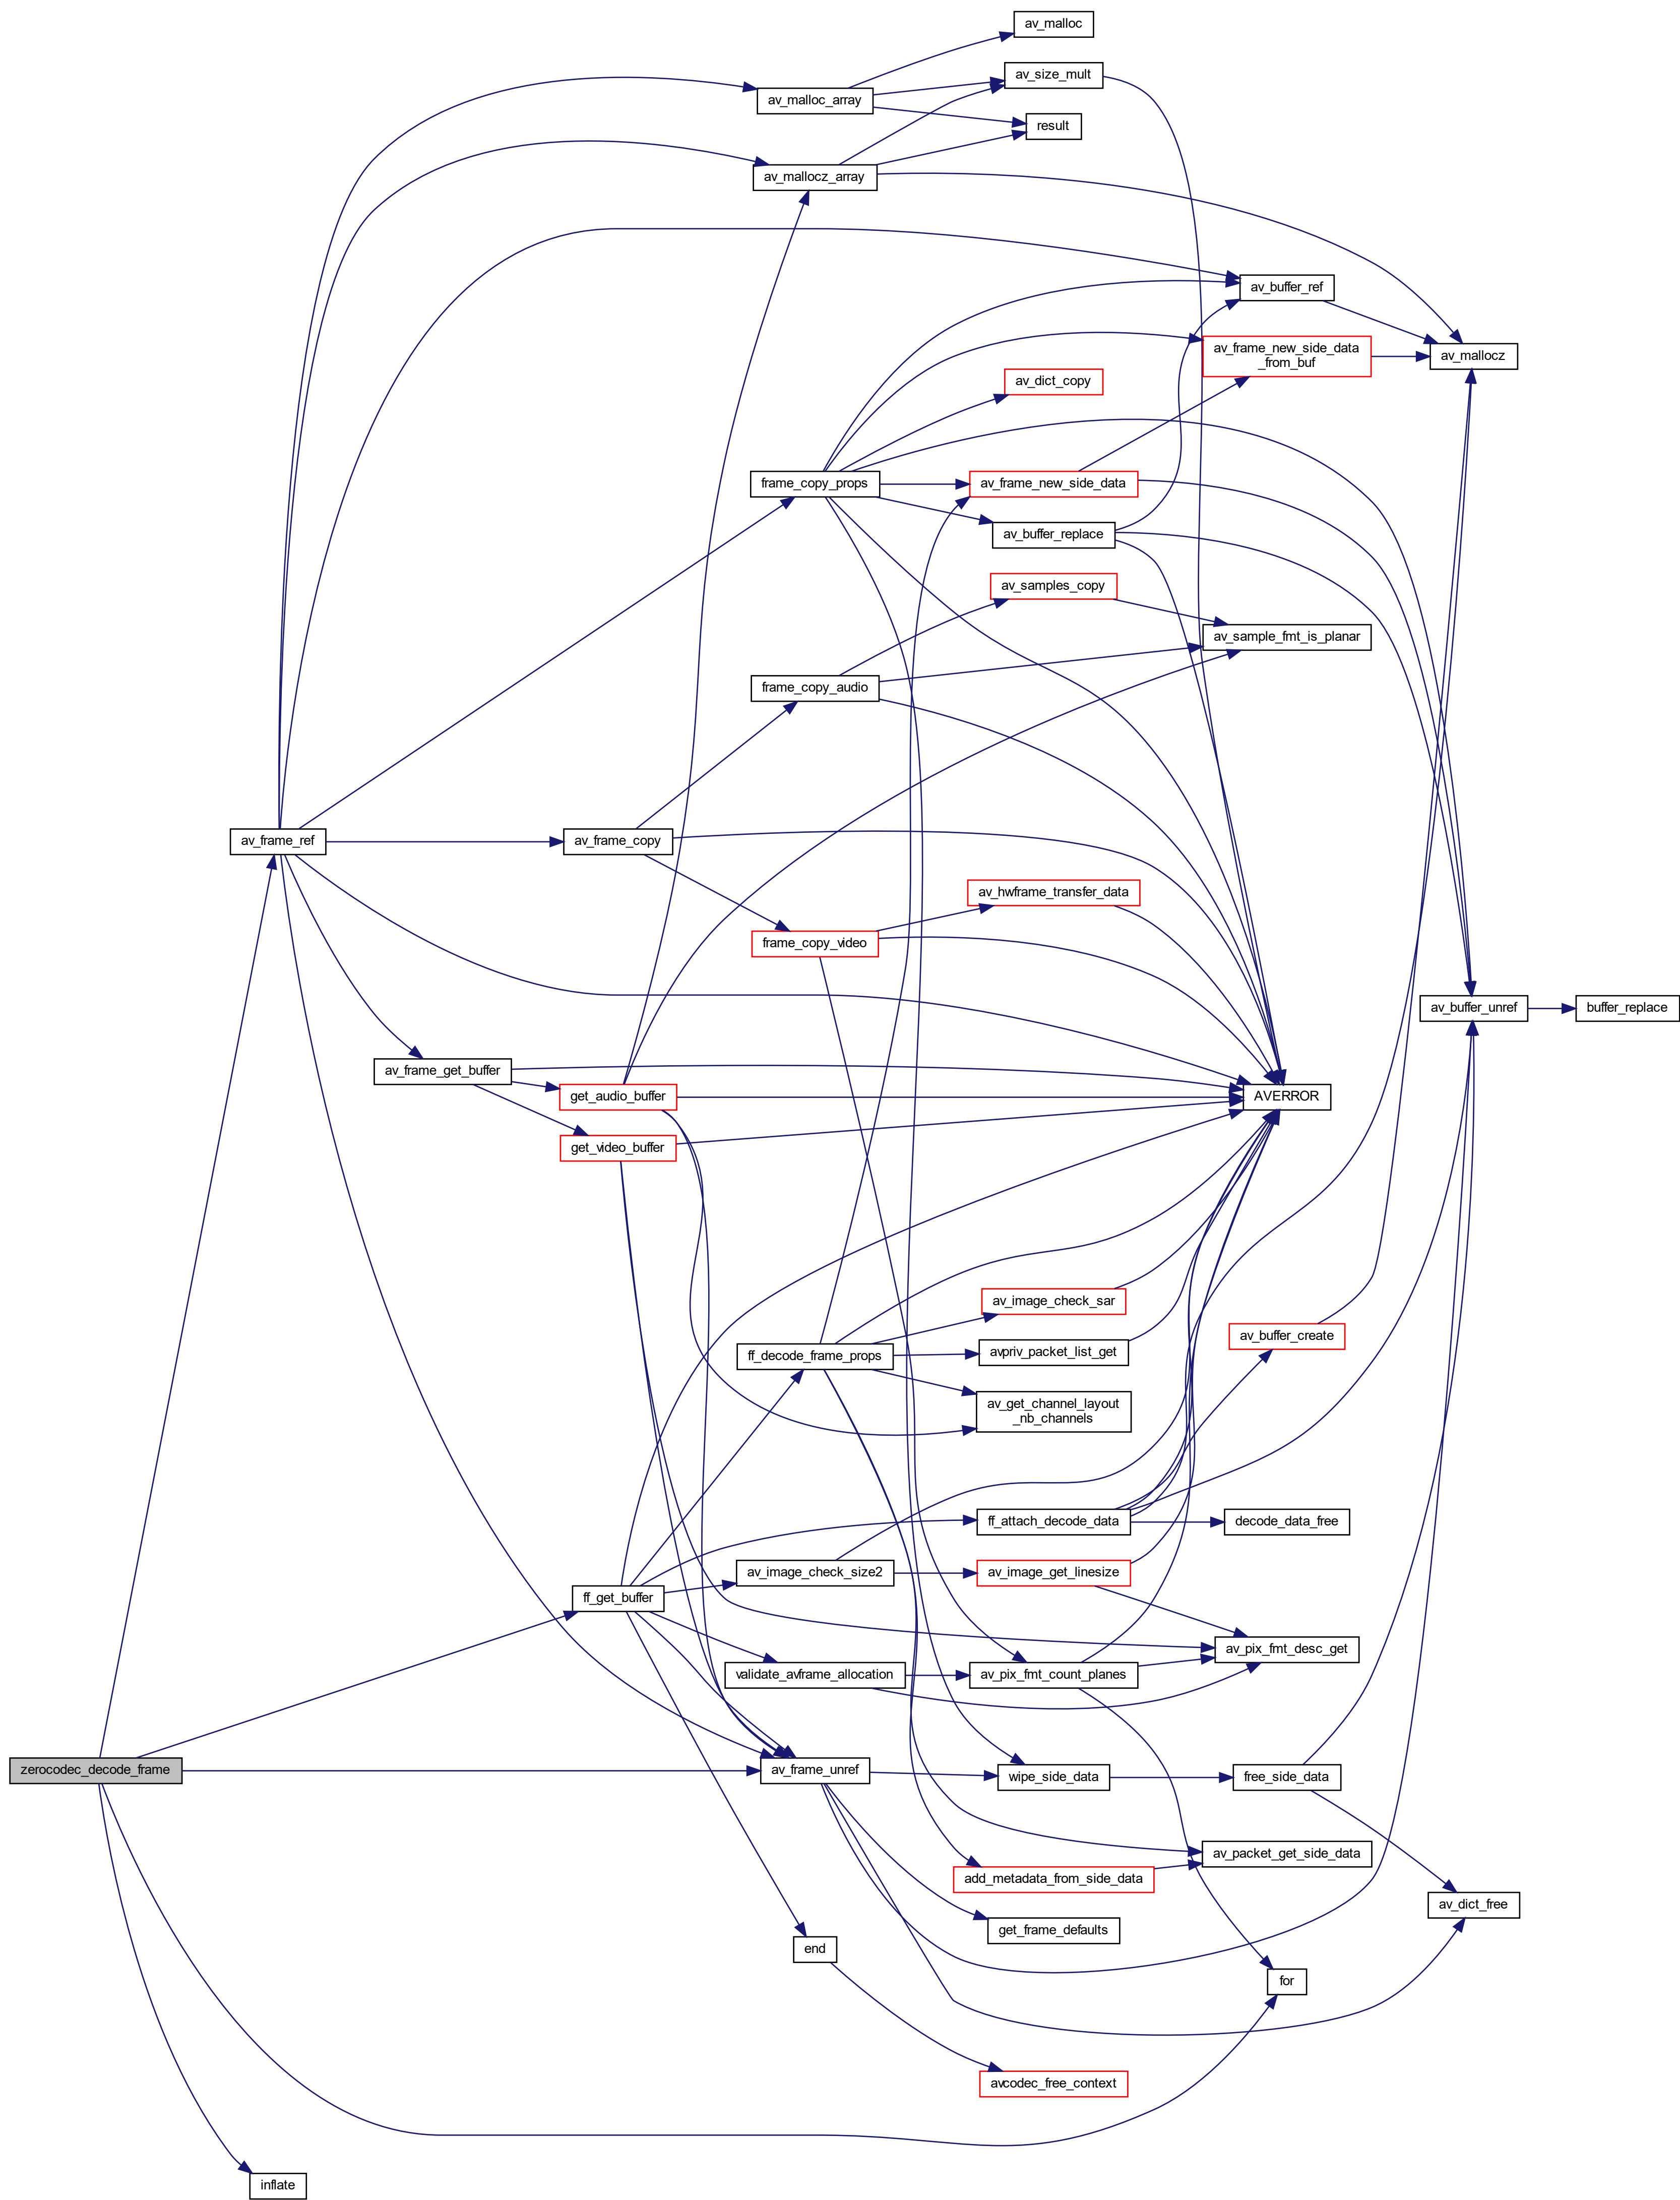 av_malloc
av_size_mult
av_malloc_array
result
av_mallocz_array
av_buffer_ref
av_frame_new_side_data
_from_buf
av_mallocz
av_dict_copy
frame_copy_props
av_frame_new_side_data
av_buffer_replace
av_samples_copy
av_sample_fmt_is_planar
frame_copy_audio
av_frame_ref
av_frame_copy
av_hwframe_transfer_data
frame_copy_video
av_buffer_unref
buffer_replace
av_frame_get_buffer
get_audio_buffer
AVERROR
get_video_buffer
av_image_check_sar
av_buffer_create
ff_decode_frame_props
avpriv_packet_list_get
av_get_channel_layout
_nb_channels
ff_attach_decode_data
decode_data_free
av_image_check_size2
av_image_get_linesize
ff_get_buffer
av_pix_fmt_desc_get
validate_avframe_allocation
av_pix_fmt_count_planes
zerocodec_decode_frame
av_frame_unref
wipe_side_data
free_side_data
av_packet_get_side_data
add_metadata_from_side_data
av_dict_free
get_frame_defaults
end
for
avcodec_free_context
inflate